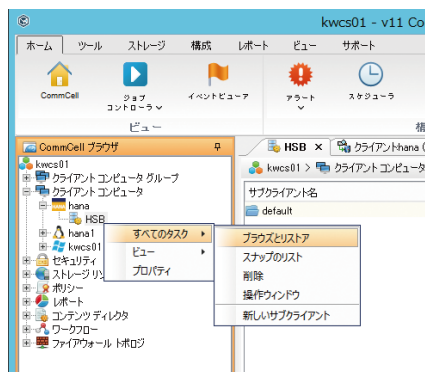 kwcs01 - v11 Co
ホーム ツール ストレージ 構成 レポート ビュー サポート
CommCell ジョブ コントローラ イベントビューア アラート スケジューラ
ビュー 構
CommCell ブラウザ
HSB × クライアントhana (
kwcs01
kwcs01 > クライアント コンピュータ
クライアント コンピュータ グループ
クライアント コンピュータ
サブクライアント名
hana
default
HSB
hana1
kwcs01
セキュリティ
ストレージ リソ
ポリシー
レポート
コンテンツ ディレクタ
ワークフロー
ファイアウォール トポロジ
すべてのタスク
ビュー
プロパティ
ブラウズとリストア
スナップのリスト
削除
操作ウィンドウ
新しいサブクライアント